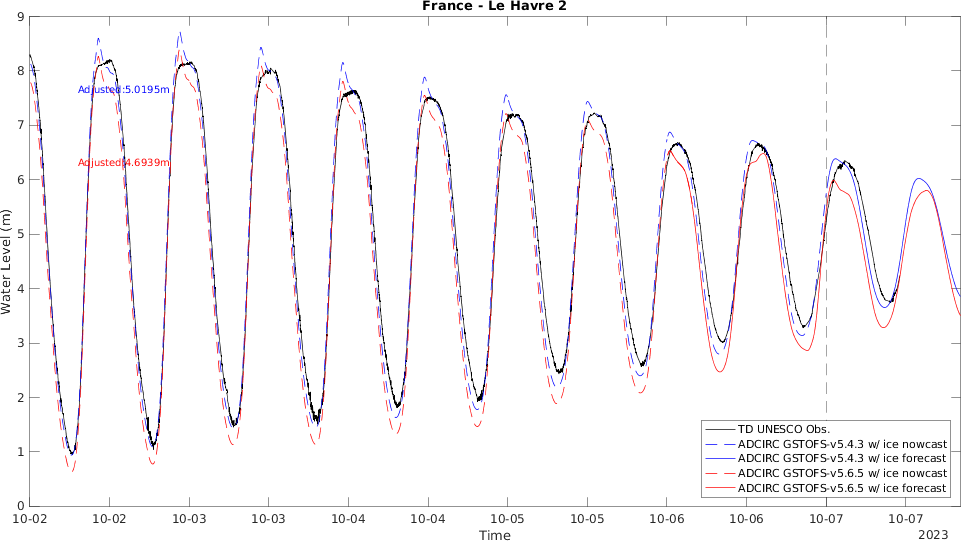 France - Le Havre 2
Water Level (m)
9
8
7
6
5
4
3
2
1
0
Adjusted:5.0195m
Adjusted:4.6939m
TD UNESCO Obs.
ADCIRC GSTOFS-v5.4.3 w/ ice nowcast
ADCIRC GSTOFS-v5.4.3 w/ ice forecast
ADCIRC GSTOFS-v5.6.5 w/ ice nowcast
ADCIRC GSTOFS-v5.6.5 w/ ice forecast
10-02 10-02 10-03 10-03 10-04 10-04 10-05 10-05 10-06 10-06 10-07 10-07
Time
2023